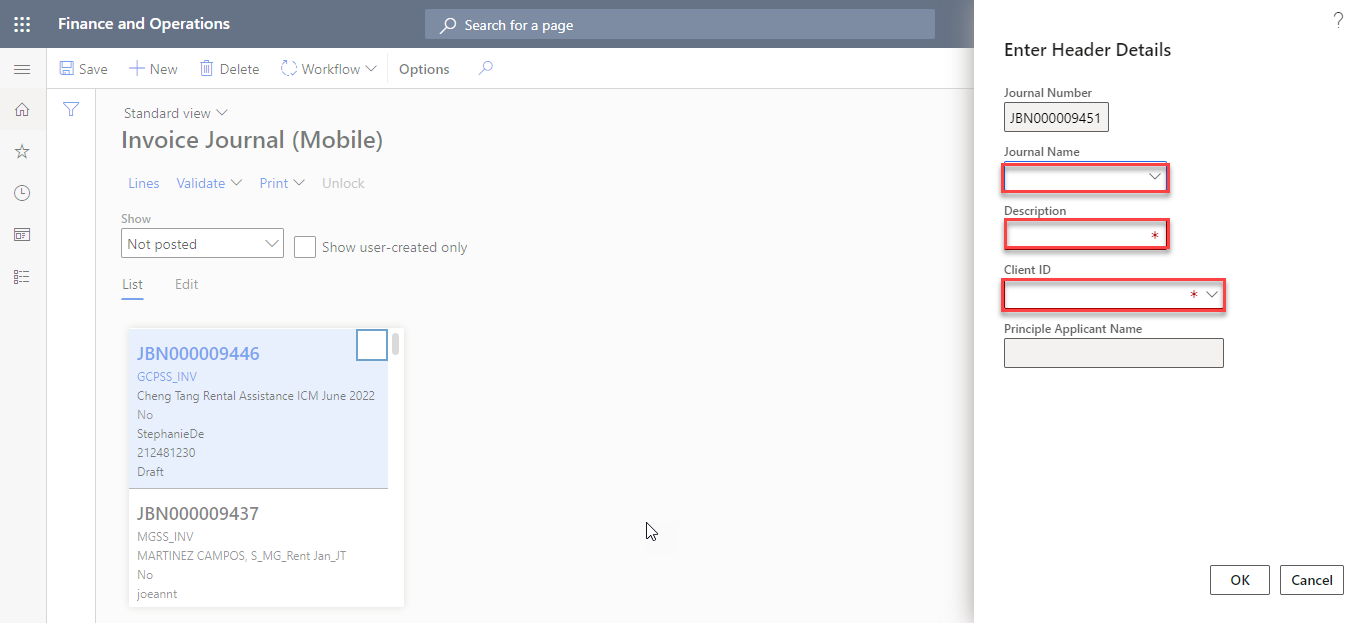 Finance and Operations
Search for a page
?
Save
New
Delete
Workflow
Options
Standard view
Invoice Journal (Mobile)
Lines
Validate
Print
Unlock
Show
Not posted
Show user-created only
List
Edit
JBN000009446
GCPSS_INV
Cheng Tang Rental Assistance ICM June 2022
No
StephanieDe
212481230
Draft
JBN000009437
MGSS_INV
MARTINEZ CAMPOS, S_MG_Rent Jan_JT
No
joeannt
Enter Header Details
Journal Number
JBN000009451
Journal Name
Description
*
Client ID
*
Principle Applicant Name
OK
Cancel